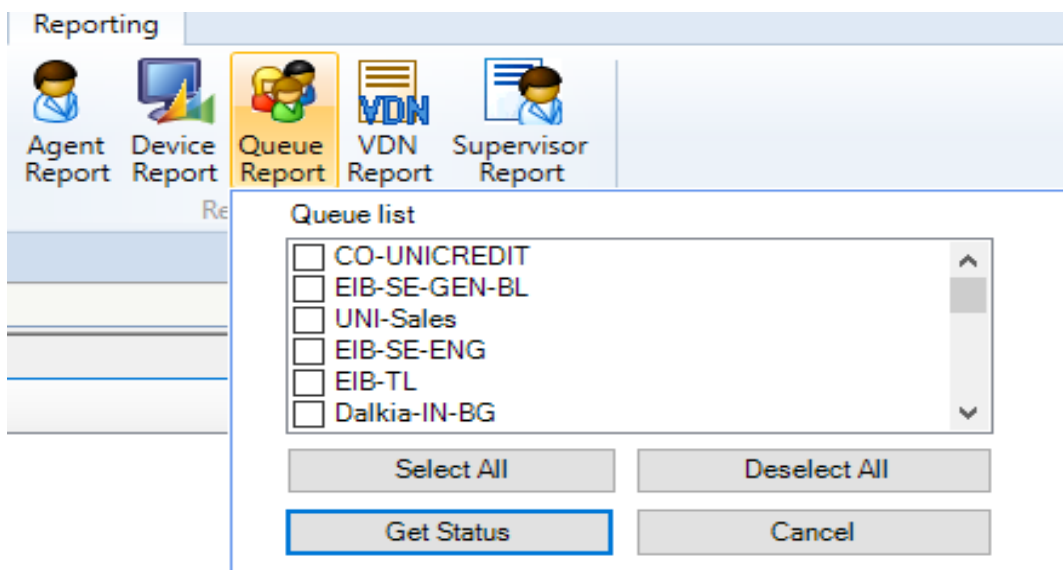 Reporting
Agent Report
Device Report
Queue Report
VDN
VDN Report
Supervisor Report
Re
Queue list
CO-UNICREDIT
EIB-SE-GEN-BL
UNI-Sales
EIB-SE-ENG
EIB-TL
Dalkia-IN-BG
Select All
Deselect All
Get Status
Cancel